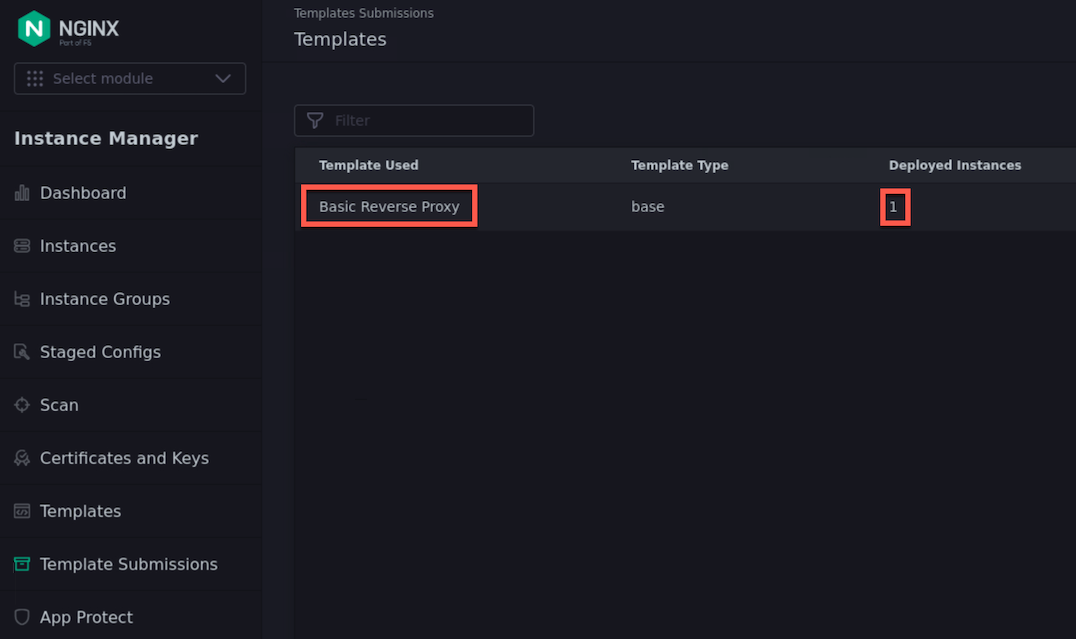 NGINX
Part of F5
Select module
Instance Manager
Dashboard
Instances
Instance Groups
Staged Configs
Scan
Certificates and Keys
Templates
Template Submissions
App Protect
Templates Submissions
Templates
Filter
Template Used Template Type Deployed Instances
Basic Reverse Proxy base 1